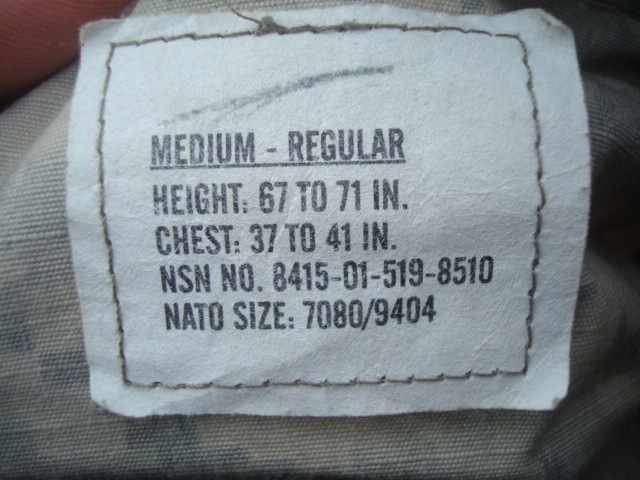 MEDIUM - REGULAR
HEIGHT: 67 TO 71 IN.
CHEST: 37 TO 41 IN.
NSN NO. 8415-01-519-8510
NATO SIZE: 7080/9404